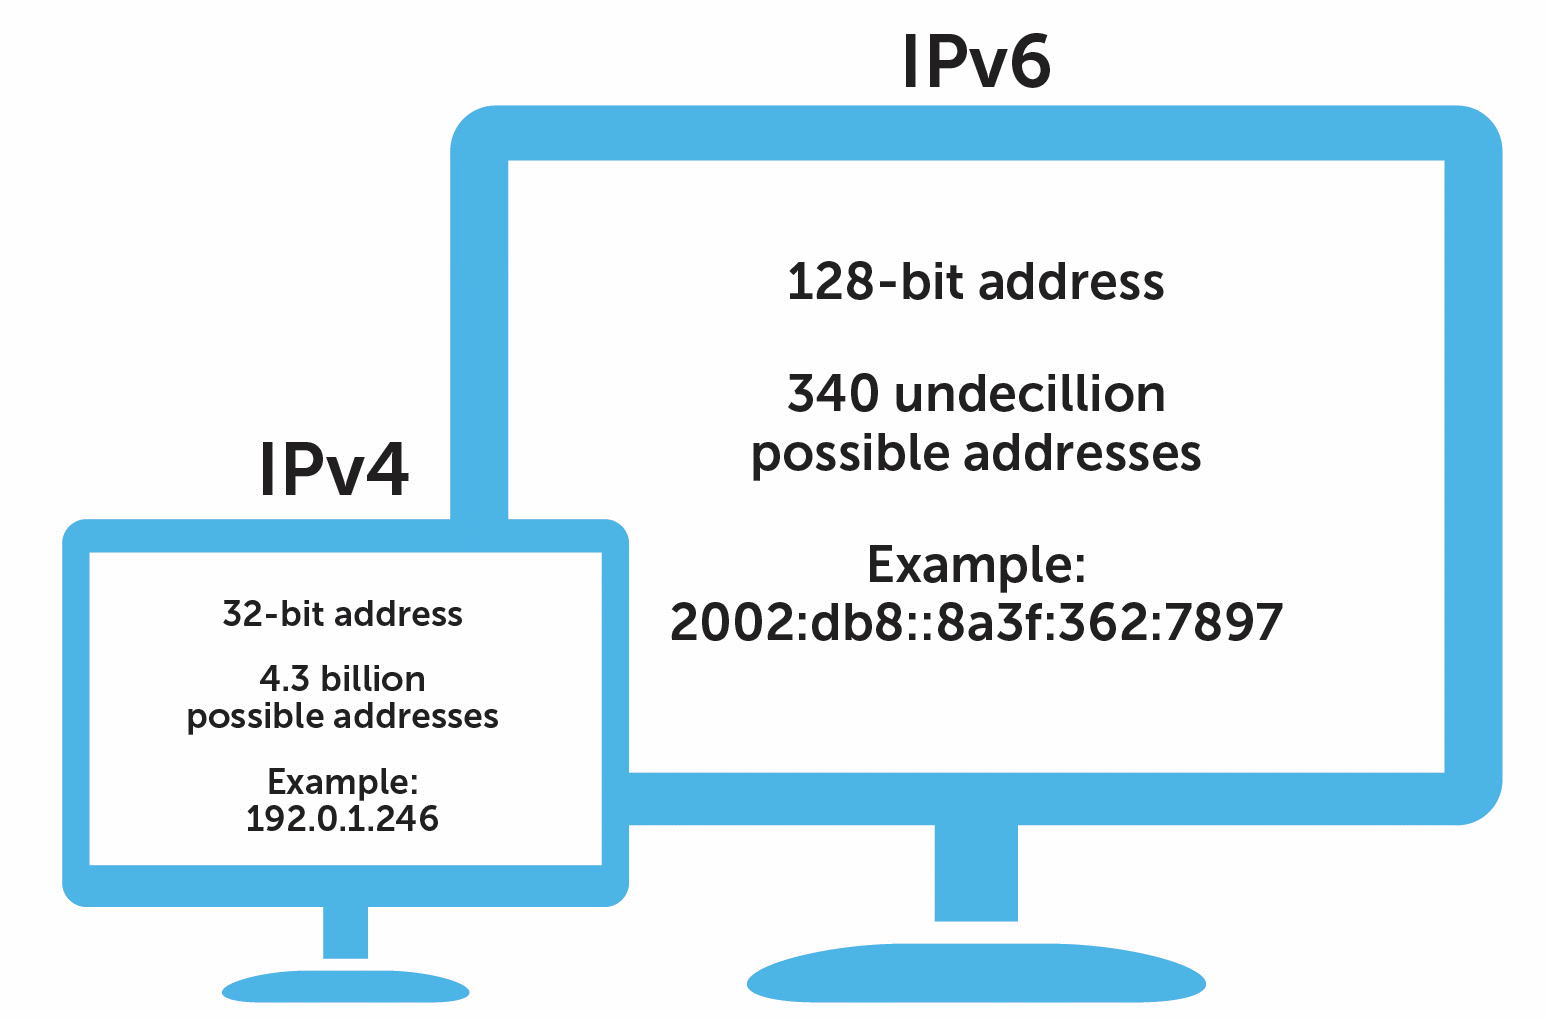 IPv6
128-bit address
340 undecillion
possible addresses
Example:
2002:db8::8a3f:362:7897
IPv4
32-bit address
4.3 billion
possible addresses
Example:
192.0.1.246